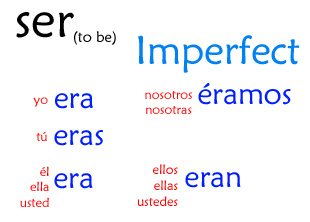 ser (to be)
Imperfect
yo era
nosotros
nosotras éramos
tú eras
él
ella
usted era
ellos
ellas
ustedes eran